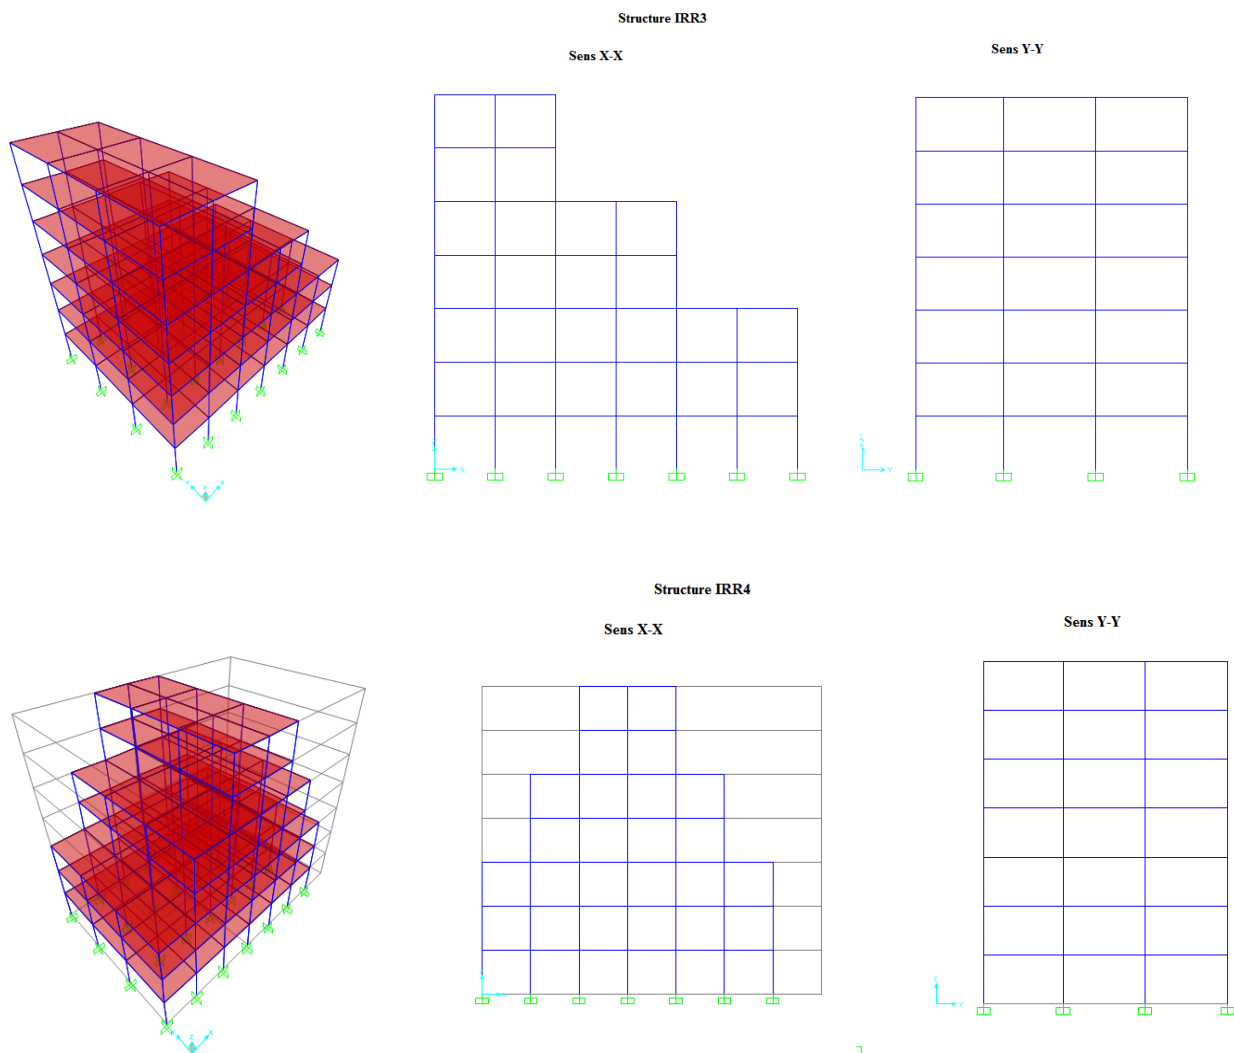 Structure IRR3
Sens X-X
Sens Y-Y
Y Z X
Z
X
Z
Y
Structure IRR4
Sens X-X
Sens Y-Y
Y Z X
Z
X
Z
Y